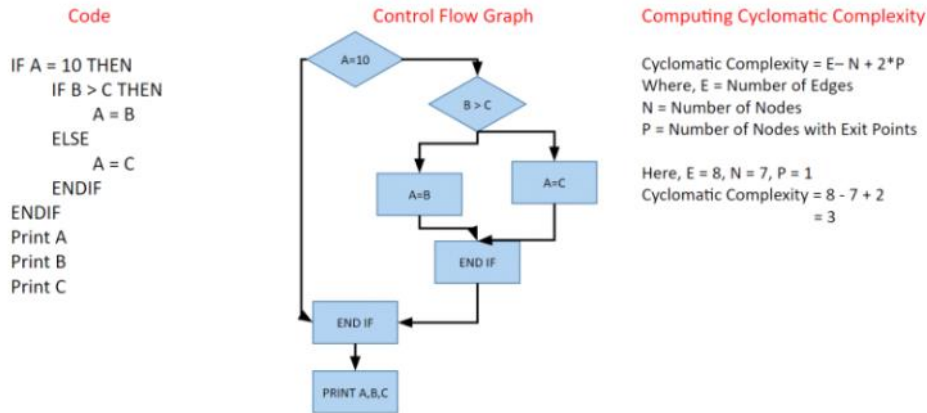 Code
IF A = 10 THEN
IF B > C THEN
A = B
ELSE
A = C
ENDIF
ENDIF
Print A
Print B
Print C
Control Flow Graph
A=10
B > C
A=B
A=C
END IF
END IF
PRINT A,B,C
Computing Cyclomatic Complexity
Cyclomatic Complexity = E– N + 2*P
Where, E = Number of Edges
N = Number of Nodes
P = Number of Nodes with Exit Points
Here, E = 8, N = 7, P = 1
Cyclomatic Complexity = 8 - 7 + 2
= 3